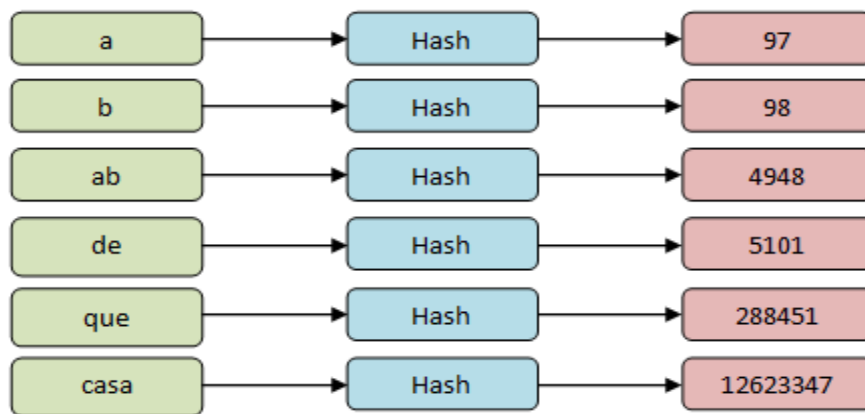 a Hash 97
b Hash 98
ab Hash 4948
de Hash 5101
que Hash 288451
casa Hash 12623347